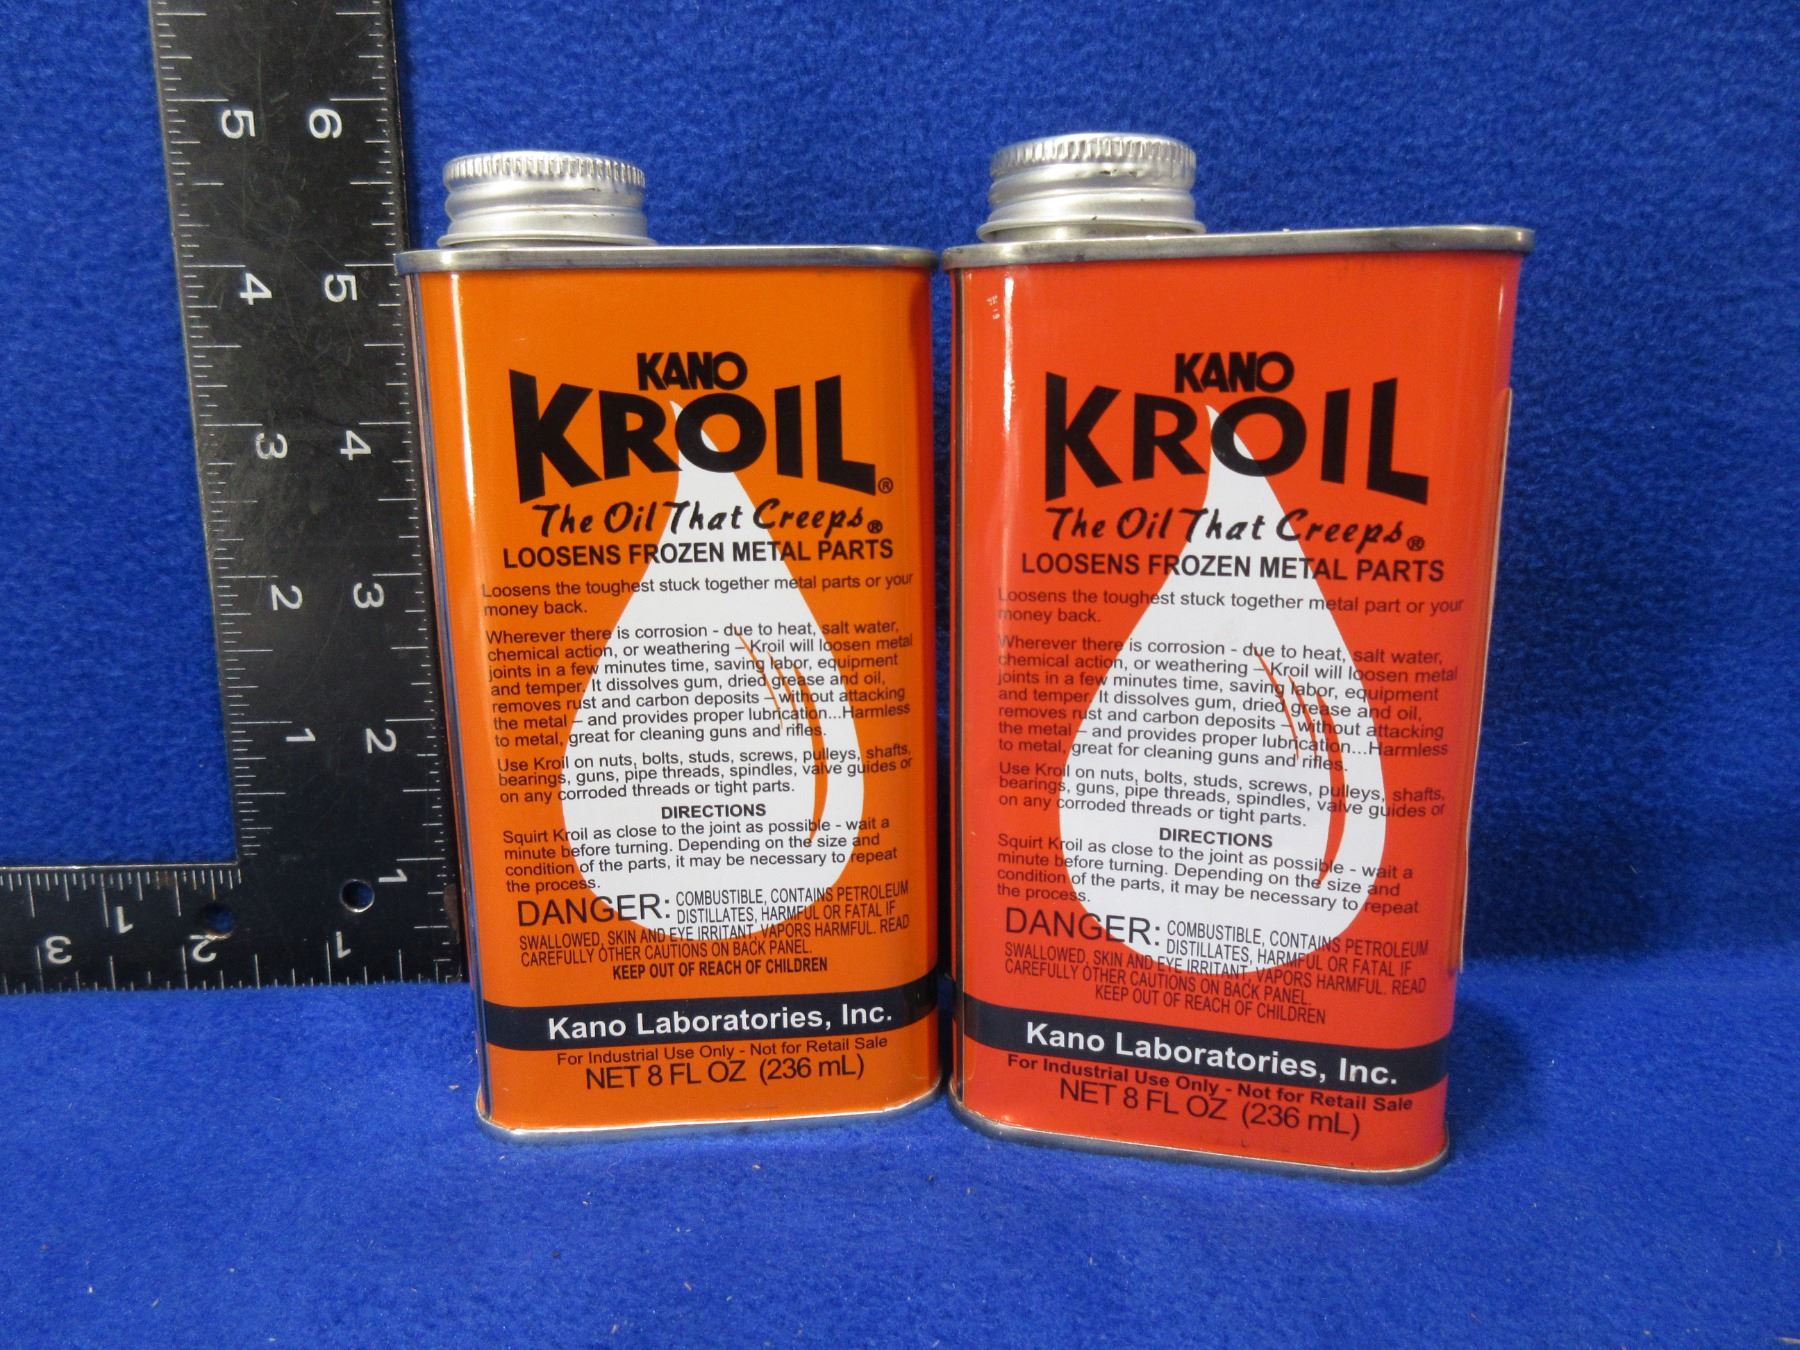 5 6
4 5
3 4
2 3
1 2
1
1
3 2 1
KANO
KROIL®
The Oil That Creeps®
LOOSENS FROZEN METAL PARTS
Loosens the toughest stuck together metal parts or your
money back.
Wherever there is corrosion - due to heat, salt water,
chemical action, or weathering – Kroil will loosen metal
joints in a few minutes time, saving labor, equipment
and temper. It dissolves gum, dried grease and oil,
removes rust and carbon deposits – without attacking
the metal – and provides proper lubrication...Harmless
to metal, great for cleaning guns and rifles.
Use Kroil on nuts, bolts, studs, screws, pulleys, shafts,
bearings, guns, pipe threads, spindles, valve guides or
on any corroded threads or tight parts.
DIRECTIONS
Squirt Kroil as close to the joint as possible - wait a
minute before turning. Depending on the size and
condition of the parts, it may be necessary to repeat
the process.
DANGER: COMBUSTIBLE, CONTAINS PETROLEUM
DISTILLATES, HARMFUL OR FATAL IF
SWALLOWED, SKIN AND EYE IRRITANT, VAPORS HARMFUL. READ
CAREFULLY OTHER CAUTIONS ON BACK PANEL.
KEEP OUT OF REACH OF CHILDREN
Kano Laboratories, Inc.
For Industrial Use Only - Not for Retail Sale
NET 8 FL OZ (236 mL)
KANO
KROIL
The Oil That Creeps®
LOOSENS FROZEN METAL PARTS
Loosens the toughest stuck together metal part or your
money back.
Wherever there is corrosion - due to heat, salt water,
chemical action, or weathering – Kroil will loosen metal
joints in a few minutes time, saving labor, equipment
and temper. It dissolves gum, dried grease and oil,
removes rust and carbon deposits – without attacking
the metal – and provides proper lubrication...Harmless
to metal, great for cleaning guns and rifles.
Use Kroil on nuts, bolts, studs, screws, pulleys, shafts,
bearings, guns, pipe threads, spindles, valve guides or
on any corroded threads or tight parts.
DIRECTIONS
Squirt Kroil as close to the joint as possible - wait a
minute before turning. Depending on the size and
condition of the parts, it may be necessary to repeat
the process.
DANGER: COMBUSTIBLE, CONTAINS PETROLEUM
DISTILLATES, HARMFUL OR FATAL IF
SWALLOWED, SKIN AND EYE IRRITANT, VAPORS HARMFUL. READ
CAREFULLY OTHER CAUTIONS ON BACK PANEL.
KEEP OUT OF REACH OF CHILDREN
Kano Laboratories, Inc.
For Industrial Use Only - Not for Retail Sale
NET 8 FL OZ (236 mL)